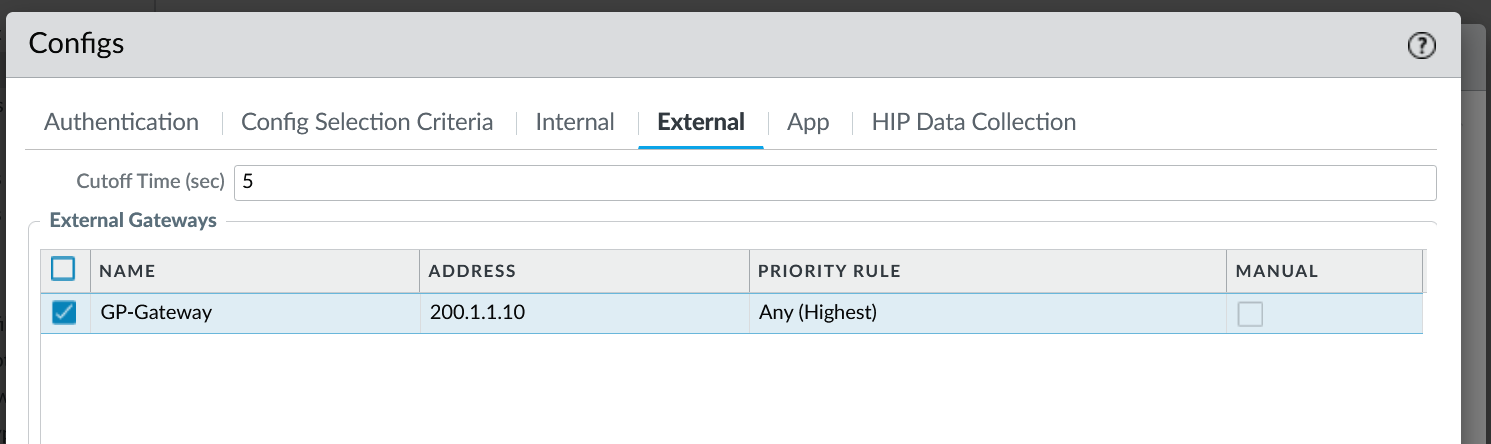 Configs
?
Authentication Config Selection Criteria Internal External App HIP Data Collection
Cutoff Time (sec) 5
External Gateways
NAME ADDRESS PRIORITY RULE MANUAL
GP-Gateway 200.1.1.10 Any (Highest)